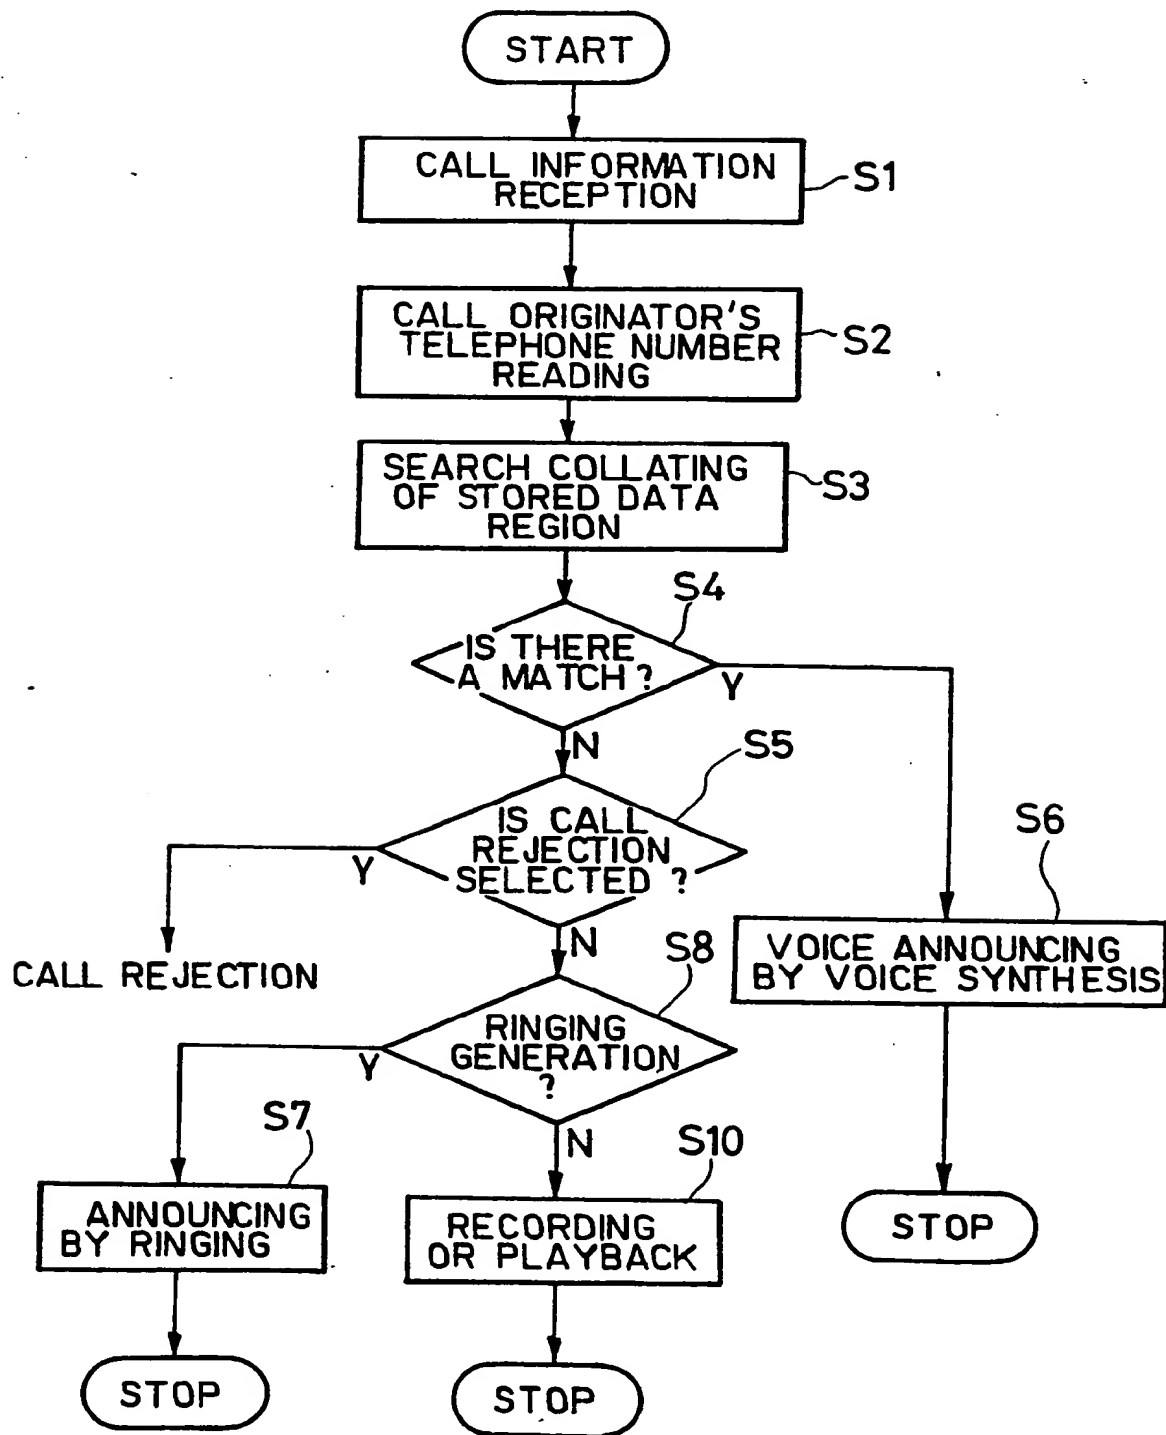 START
CALL INFORMATION
RECEPTION
S1
CALL ORIGINATOR'S
TELEPHONE NUMBER
READING
S2
SEARCH COLLATING
OF STORED DATA
REGION
S3
S4
IS THERE
A MATCH?
Y
N
S5
IS CALL
REJECTION
SELECTED ?
Y
N
CALL REJECTION
S6
VOICE ANNOUNCING
BY VOICE SYNTHESIS
S8
RINGING
GENERATION
?
Y
N
S7
ANNOUNCING
BY RINGING
S10
RECORDING
OR PLAYBACK
STOP
STOP
STOP